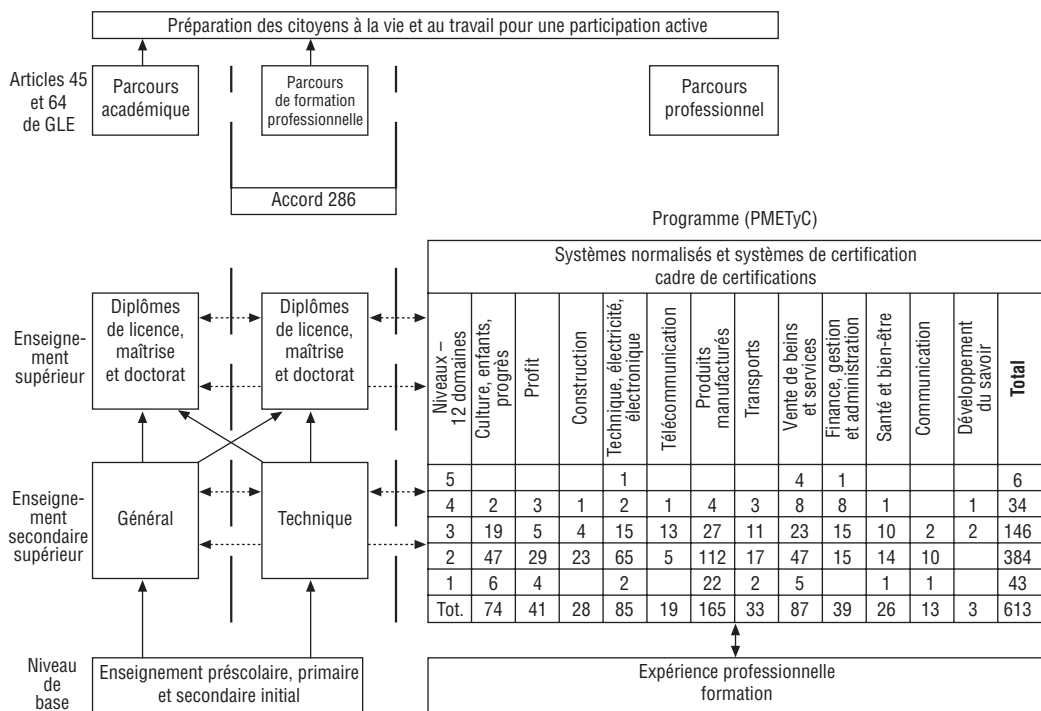 Préparation des citoyens à la vie et au travail pour une participation active
Articles 45
et 64
de GLE
Parcours
académique
Parcours
de formation
professionnelle
Parcours
professionnel
Accord 286
Programme (PMETyC)
Systèmes normalisés et systèmes de certification
cadre de certifications
Enseigne-
ment
supérieur
Diplômes
de licence,
maîtrise
et doctorat
Diplômes
de licence,
maîtrise
et doctorat
Niveaux –
12 domaines
Culture, enfants,
progrès
Profit
Construction
Technique, électricité,
électronique
Télécommunication
Produits
manufacturés
Transports
Vente de beins
et services
Finance, gestion
et administration
Santé et bien-être
Communication
Développement
du savoir
Total
5 1 4 1 6
4 2 3 1 2 1 4 3 8 8 1 1 34
3 19 5 4 15 13 27 11 23 15 10 2 2 146
2 47 29 23 65 5 112 17 47 15 14 10 384
1 6 4 2 22 2 5 1 1 43
Tot. 74 41 28 85 19 165 33 87 39 26 13 3 613
Enseigne-
ment
secondaire
supérieur
Général
Technique
Niveau
de
base
Enseignement préscolaire, primaire
et secondaire initial
Expérience professionnelle
formation